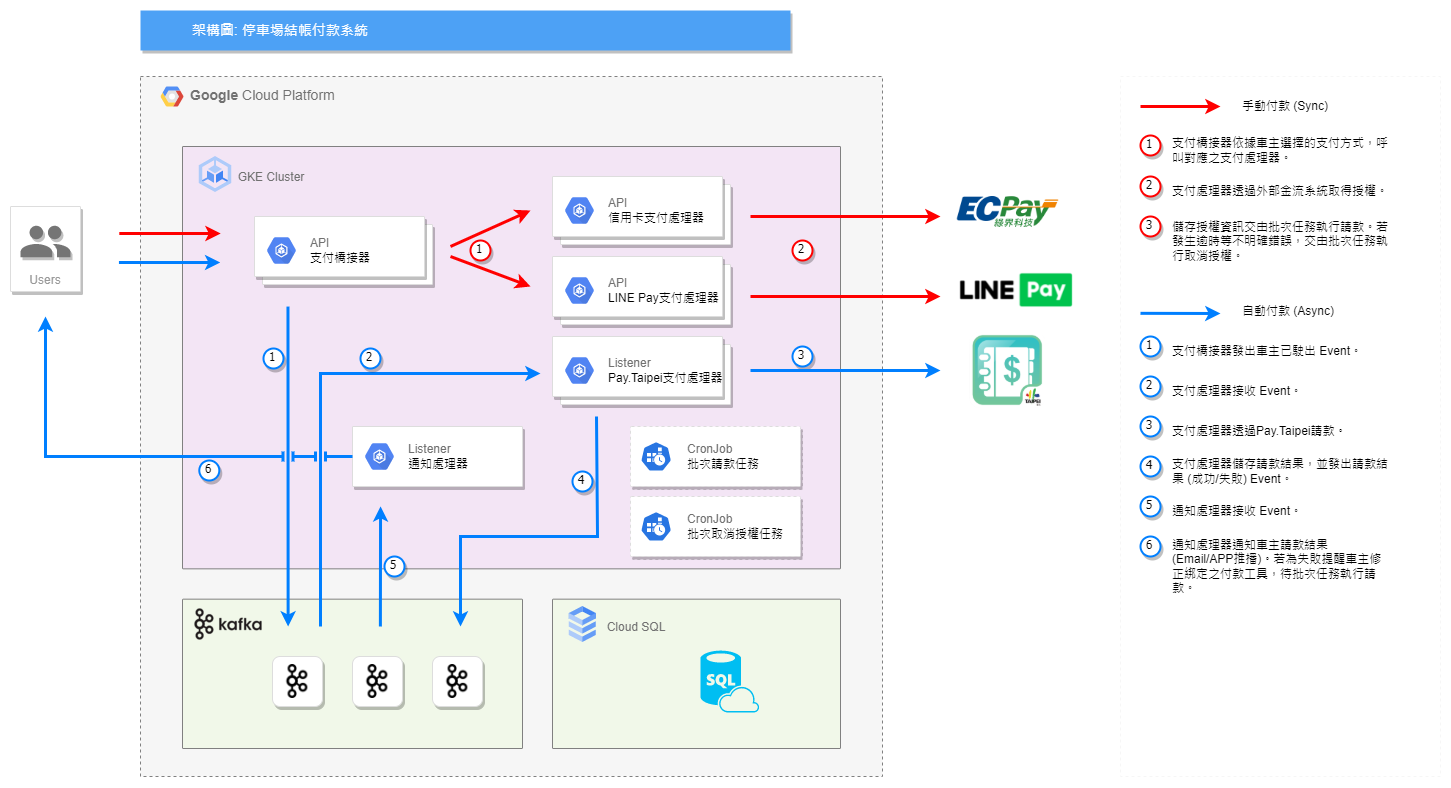 架構圖: 停車場結帳付款系統
Google Cloud Platform
GKE Cluster
Users
API
支付橋接器
API
信用卡支付處理器
API
LINE Pay支付處理器
Listener
Pay.Taipei支付處理器
Listener
通知處理器
CronJob
批次請款任務
CronJob
批次取消授權任務
1
2
1
2
3
4
5
6
kafka
Cloud SQL
SQL
ECPay
綠界科技
LINE Pay
$
TAIPEI
手動付款 (Sync)
1
支付橋接器依據車主選擇的支付方式，呼
叫對應之支付處理器。
2
支付處理器透過外部金流系統取得授權。
3
儲存授權資訊交由批次任務執行請款。若
發生逾時等不明確錯誤，交由批次任務執
行取消授權。
自動付款 (Async)
1
支付橋接器發出車主已駛出 Event。
2
支付處理器接收 Event。
3
支付處理器透過Pay.Taipei請款。
4
支付處理器儲存請款結果，並發出請款結
果 (成功/失敗) Event。
5
通知處理器接收 Event。
6
通知處理器通知車主請款結果
(Email/APP推播)。若為失敗提醒車主修
正綁定之付款工具，待批次任務執行請
款。